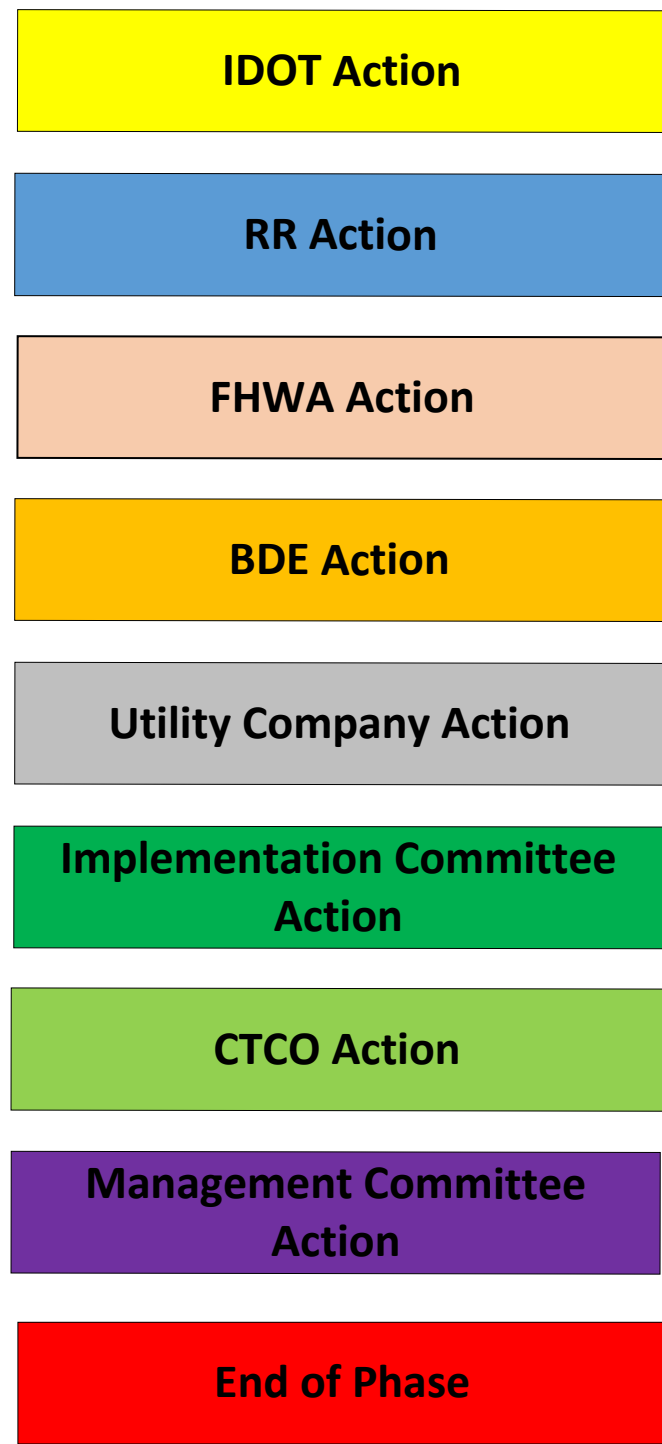 IDOT Action
RR Action
FHWA Action
BDE Action
Utility Company Action
Implementation Committee
Action
CTCO Action
Management Committee
Action
End of Phase